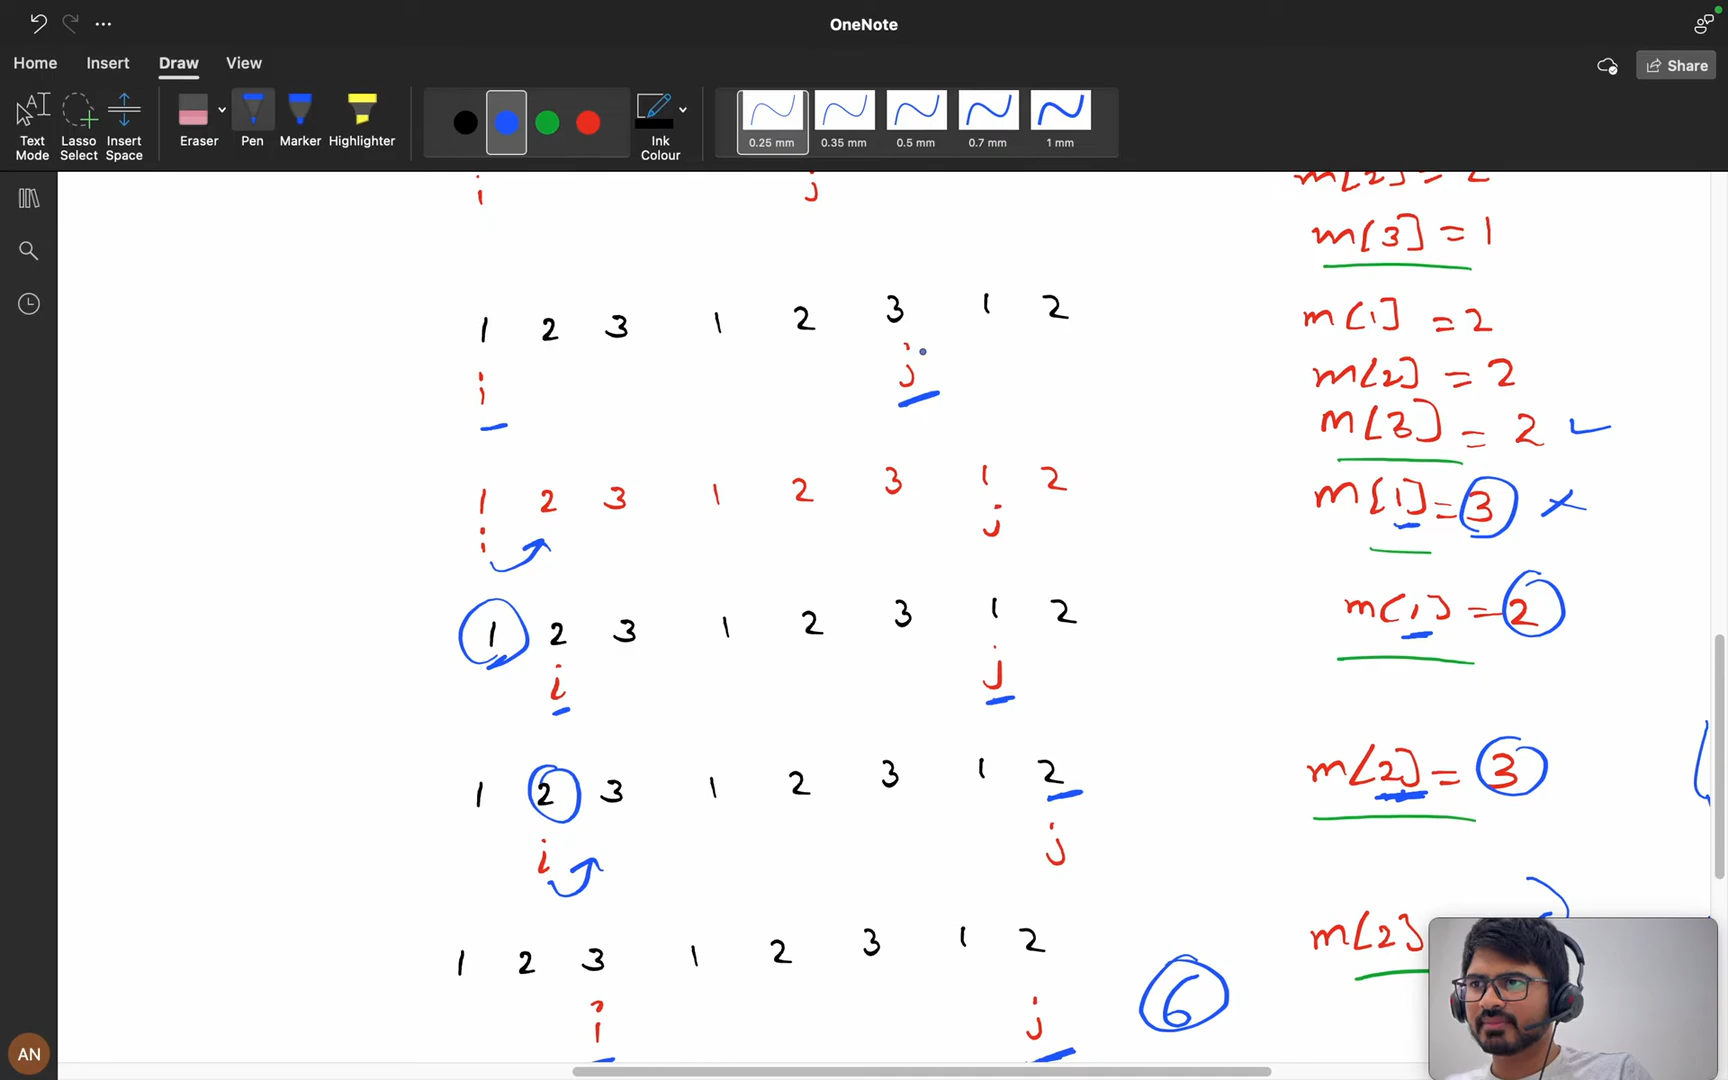 OneNote
Home Insert Draw View
Share
Text Mode
Lasso Select
Insert Space
Eraser
Pen
Marker
Highlighter
Ink Colour
0.25 mm
0.35 mm
0.5 mm
0.7 mm
1 mm
i j m[2] = 2
m[3] = 1
1 2 3 1 2 3 1 2 m[1] = 2
i j m[2] = 2
m[3] = 2
1 2 3 1 2 3 1 2 m[1] = 3
i j
1 2 3 1 2 3 1 2 m[1] = 2
i j
1 2 3 1 2 3 1 2 m[2] = 3
i j
1 2 3 1 2 3 1 2 m[2]
i j 6
AN